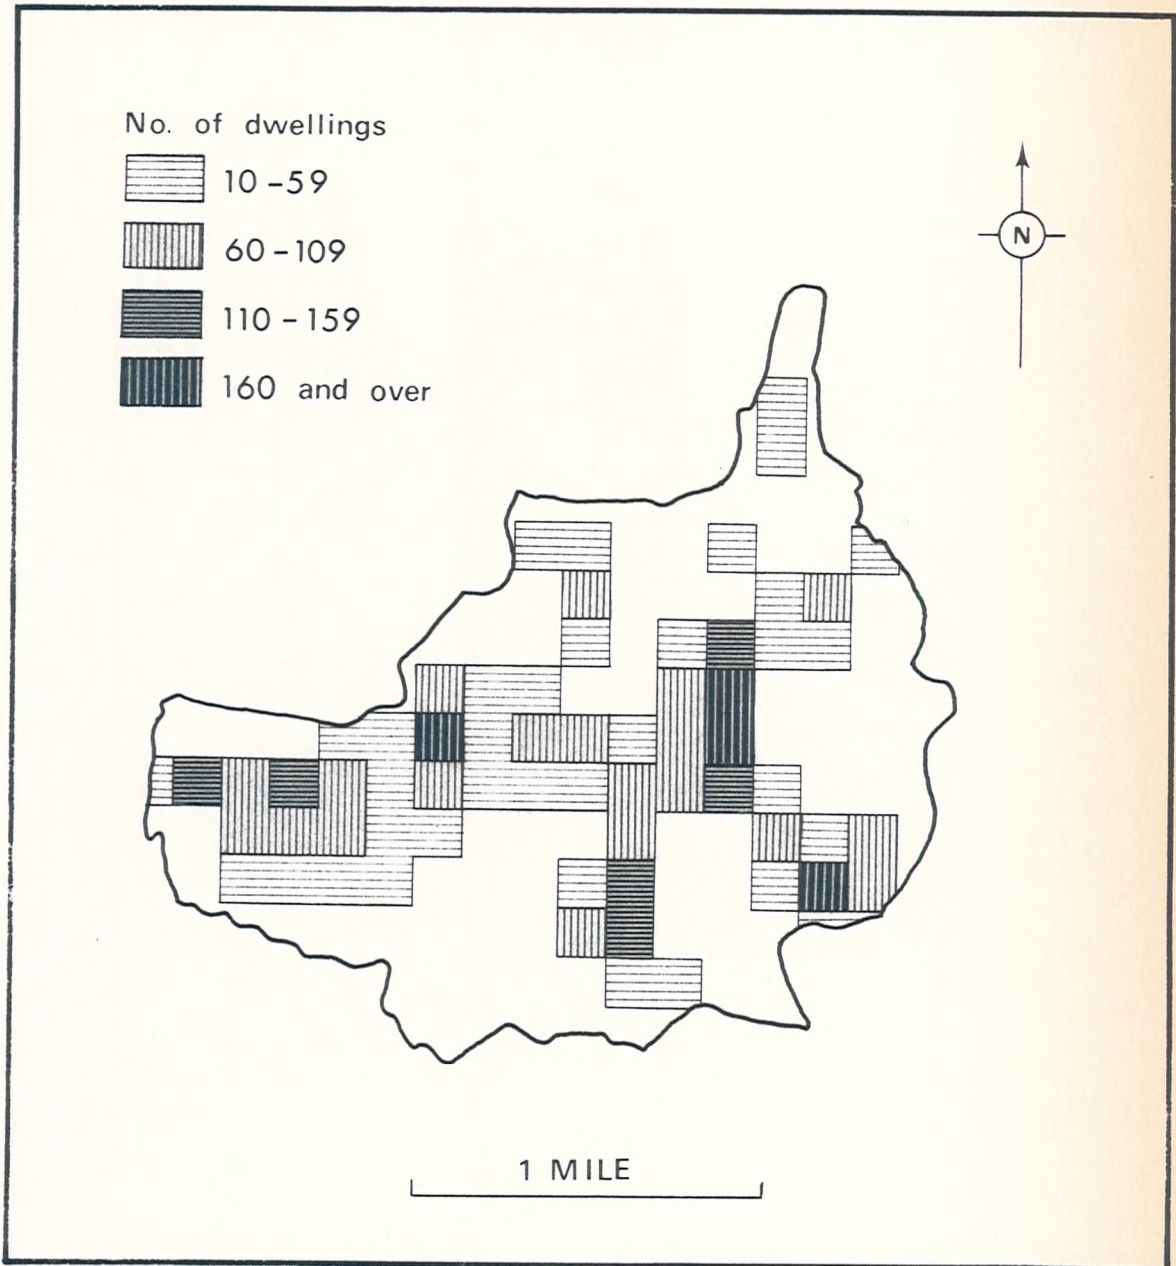 No. of dwellings
10 - 59
60 - 109
110 - 159
160 and over
N
1 MILE